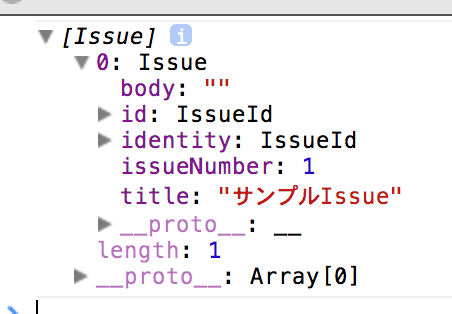 [Issue] i
0: Issue
body: ""
id: IssueId
identity: IssueId
issueNumber: 1
title: "サンプルIssue"
__proto__: __
length: 1
__proto__: Array[0]